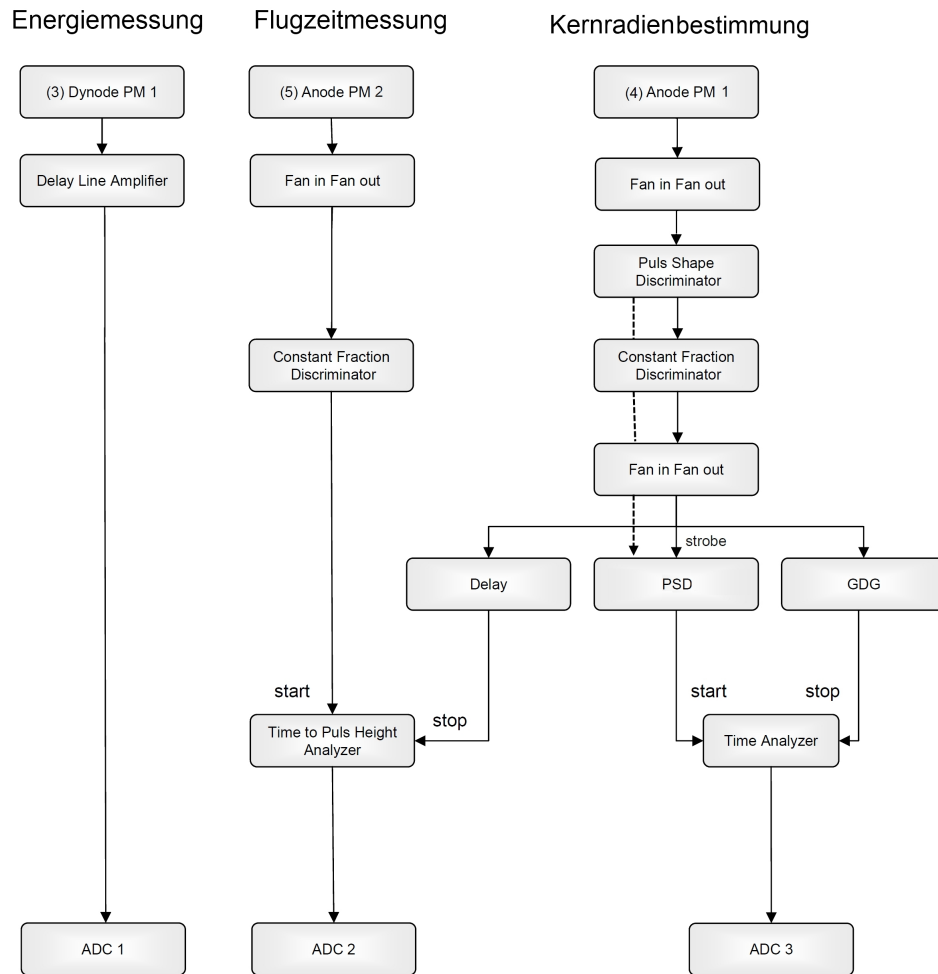 Energiemessung
Flugzeitmessung
Kernradienbestimmung
(3) Dynode PM 1
(5) Anode PM 2
(4) Anode PM 1
Delay Line Amplifier
Fan in Fan out
Fan in Fan out
Puls Shape
Discriminator
Constant Fraction
Discriminator
Constant Fraction
Discriminator
Fan in Fan out
strobe
Delay
PSD
GDG
start
stop
start
stop
Time to Puls Height
Analyzer
Time Analyzer
ADC 1
ADC 2
ADC 3